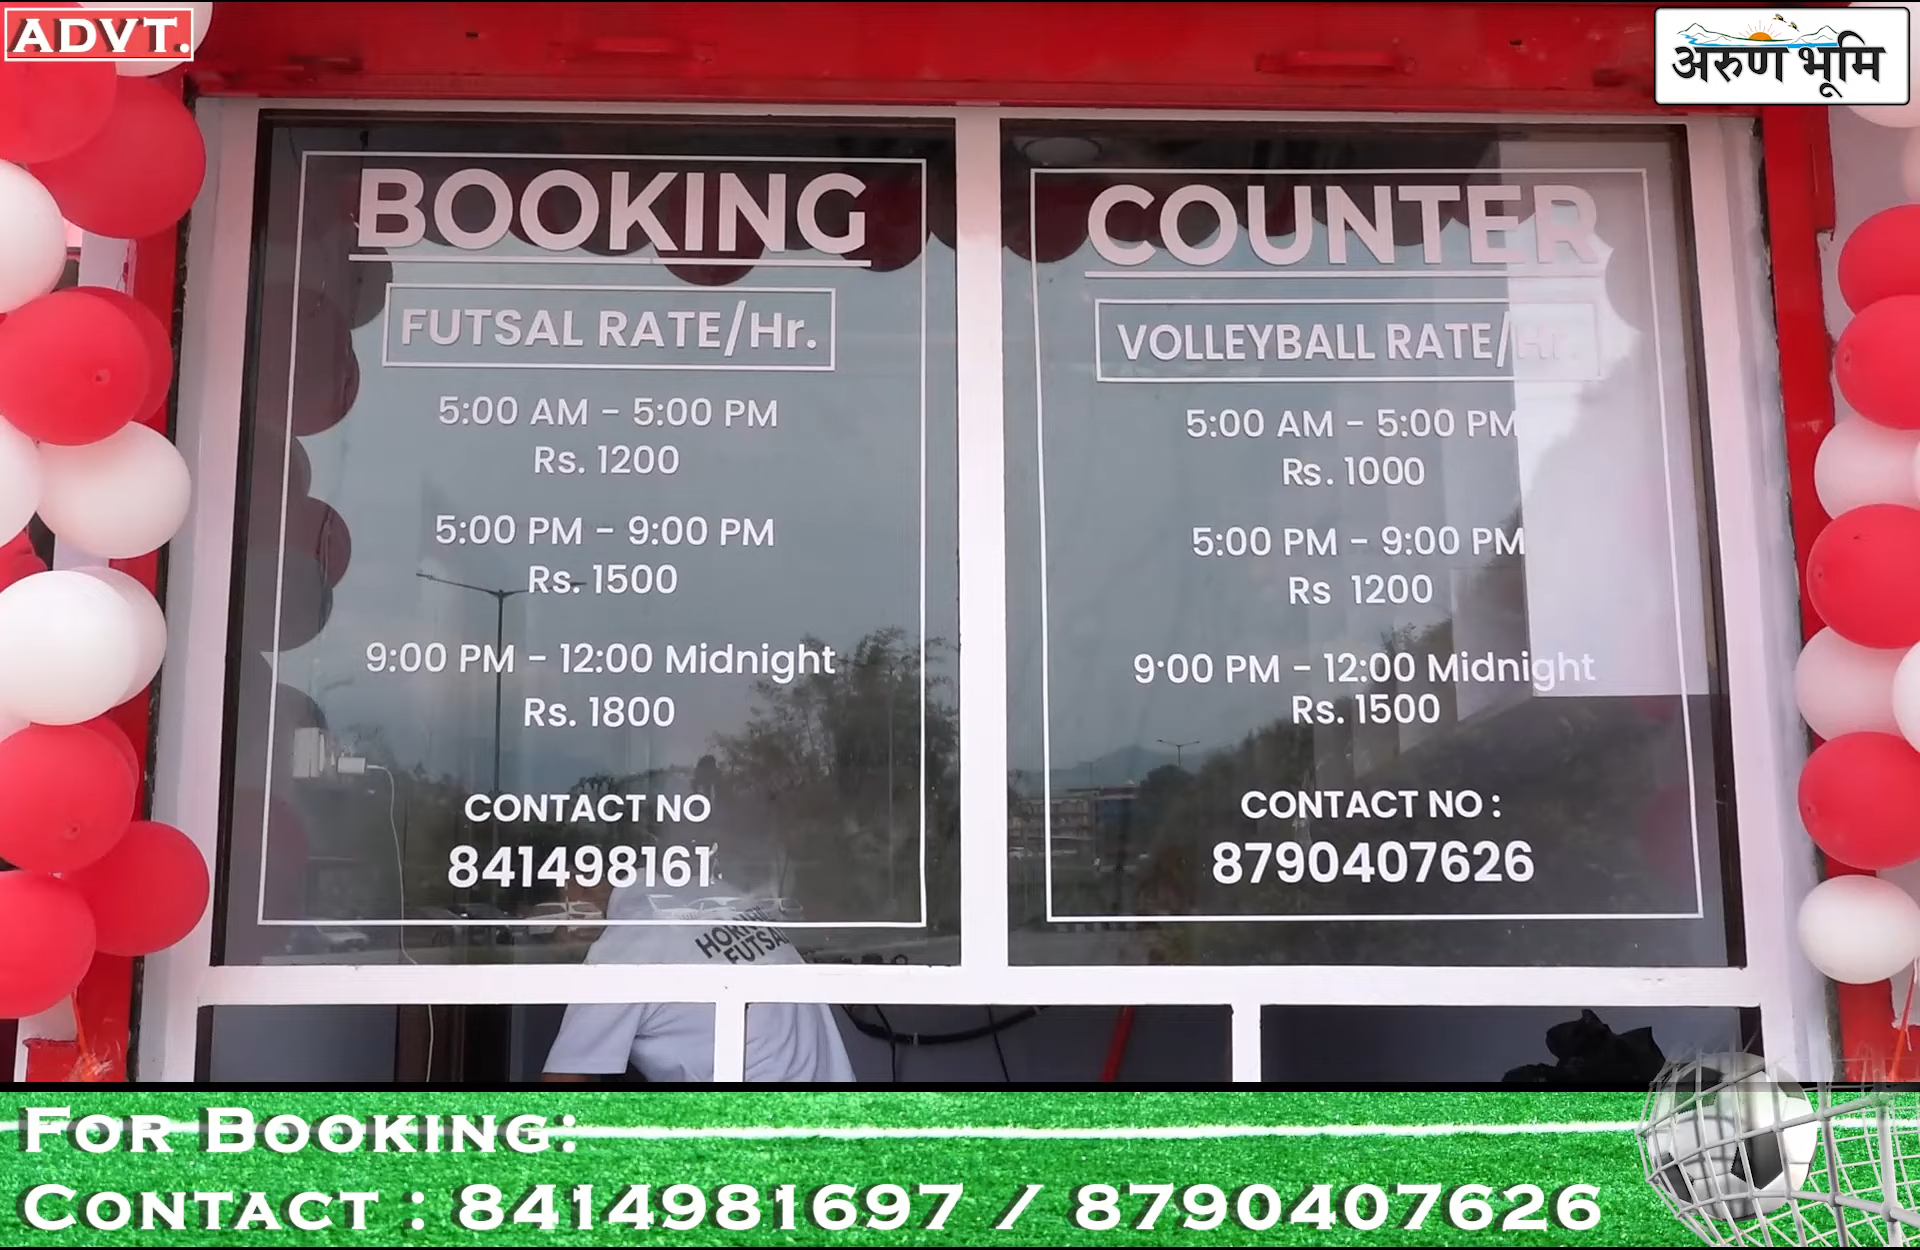 ADVT.
अरुण भूमि
BOOKING
FUTSAL RATE/Hr.
5:00 AM - 5:00 PM
Rs. 1200
5:00 PM - 9:00 PM
Rs. 1500
9:00 PM - 12:00 Midnight
Rs. 1800
CONTACT NO
841498161
COUNTER
VOLLEYBALL RATE/Hr.
5:00 AM - 5:00 PM
Rs. 1000
5:00 PM - 9:00 PM
Rs 1200
9:00 PM - 12:00 Midnight
Rs. 1500
CONTACT NO :
8790407626
FUTSAL
FOR BOOKING:
CONTACT : 8414981697 / 8790407626